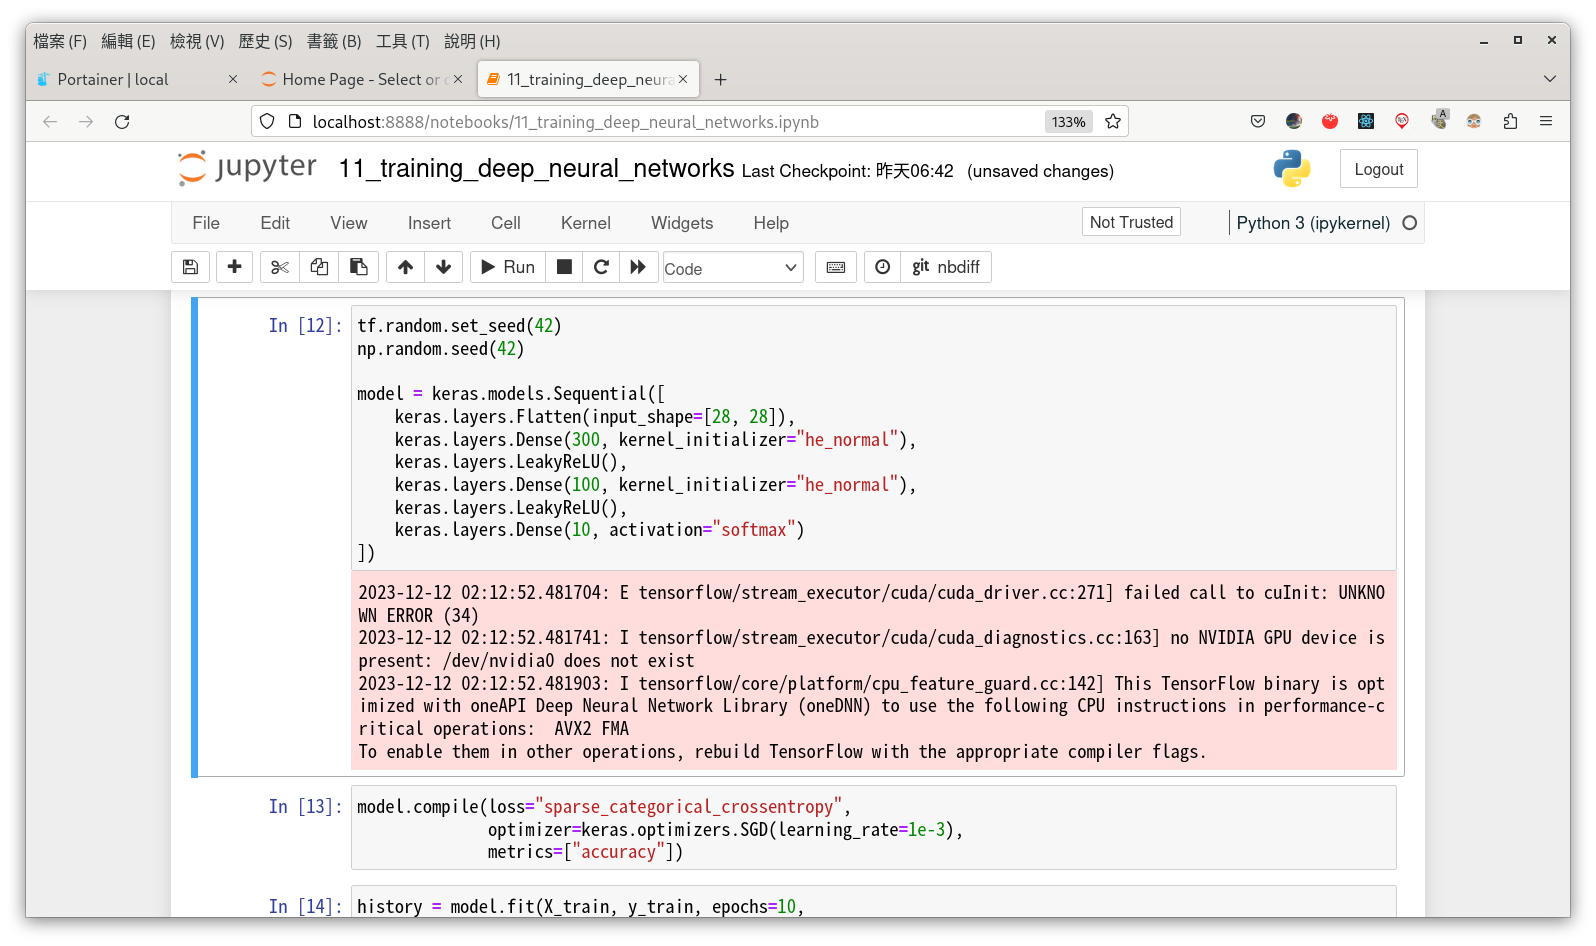 檔案 (F) 編輯 (E) 檢視 (V) 歷史 (S) 書籤 (B) 工具 (T) 說明 (H)
Portainer | local
Home Page - Select or c
11_training_deep_neura
localhost:8888/notebooks/11_training_deep_neural_networks.ipynb
133%
jupyter 11_training_deep_neural_networks Last Checkpoint: 昨天06:42 (unsaved changes)
Logout
File Edit View Insert Cell Kernel Widgets Help
Not Trusted
Python 3 (ipykernel)
Run
Code
git nbdiff
In [12]:
tf.random.set_seed(42)
np.random.seed(42)
model = keras.models.Sequential([
    keras.layers.Flatten(input_shape=[28, 28]),
    keras.layers.Dense(300, kernel_initializer="he_normal"),
    keras.layers.LeakyReLU(),
    keras.layers.Dense(100, kernel_initializer="he_normal"),
    keras.layers.LeakyReLU(),
    keras.layers.Dense(10, activation="softmax")
])
2023-12-12 02:12:52.481704: E tensorflow/stream_executor/cuda/cuda_driver.cc:271] failed call to cuInit: UNKNO
WN ERROR (34)
2023-12-12 02:12:52.481741: I tensorflow/stream_executor/cuda/cuda_diagnostics.cc:163] no NVIDIA GPU device is
present: /dev/nvidia0 does not exist
2023-12-12 02:12:52.481903: I tensorflow/core/platform/cpu_feature_guard.cc:142] This TensorFlow binary is opt
imized with oneAPI Deep Neural Network Library (oneDNN) to use the following CPU instructions in performance-c
ritical operations:  AVX2 FMA
To enable them in other operations, rebuild TensorFlow with the appropriate compiler flags.
In [13]:
model.compile(loss="sparse_categorical_crossentropy",
              optimizer=keras.optimizers.SGD(learning_rate=1e-3),
              metrics=["accuracy"])
In [14]:
history = model.fit(X_train, y_train, epochs=10,